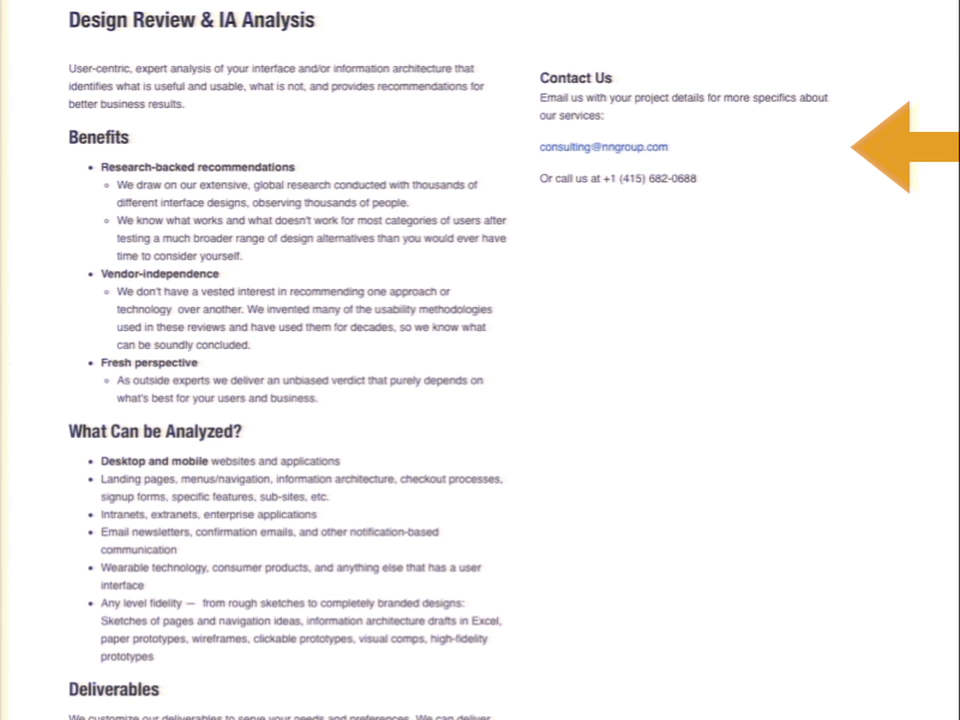 Design Review & IA Analysis
User-centric, expert analysis of your interface and/or information architecture that
identifies what is useful and usable, what is not, and provides recommendations for
better business results.
Benefits
• Research-backed recommendations
◦ We draw on our extensive, global research conducted with thousands of
different interface designs, observing thousands of people.
◦ We know what works and what doesn't work for most categories of users after
testing a much broader range of design alternatives than you would ever have
time to consider yourself.
• Vendor-independence
◦ We don't have a vested interest in recommending one approach or
technology over another. We invented many of the usability methodologies
used in these reviews and have used them for decades, so we know what
can be soundly concluded.
• Fresh perspective
◦ As outside experts we deliver an unbiased verdict that purely depends on
what's best for your users and business.
What Can be Analyzed?
• Desktop and mobile websites and applications
• Landing pages, menus/navigation, information architecture, checkout processes,
signup forms, specific features, sub-sites, etc.
• Intranets, extranets, enterprise applications
• Email newsletters, confirmation emails, and other notification-based
communication
• Wearable technology, consumer products, and anything else that has a user
interface
• Any level fidelity — from rough sketches to completely branded designs:
Sketches of pages and navigation ideas, information architecture drafts in Excel,
paper prototypes, wireframes, clickable prototypes, visual comps, high-fidelity
prototypes
Deliverables
We customize our deliverables to serve your needs and preferences. We can deliver
Contact Us
Email us with your project details for more specifics about
our services:
consulting@nngroup.com
Or call us at +1 (415) 682-0688